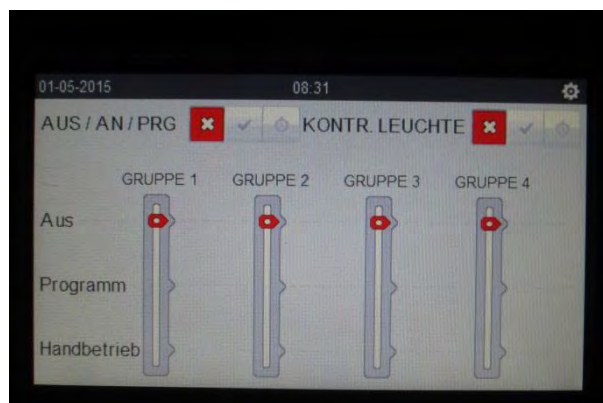 01-05-2015 08:31
AUS / AN / PRG KONTR. LEUCHTE
GRUPPE 1 GRUPPE 2 GRUPPE 3 GRUPPE 4
Aus
Programm
Handbetrieb